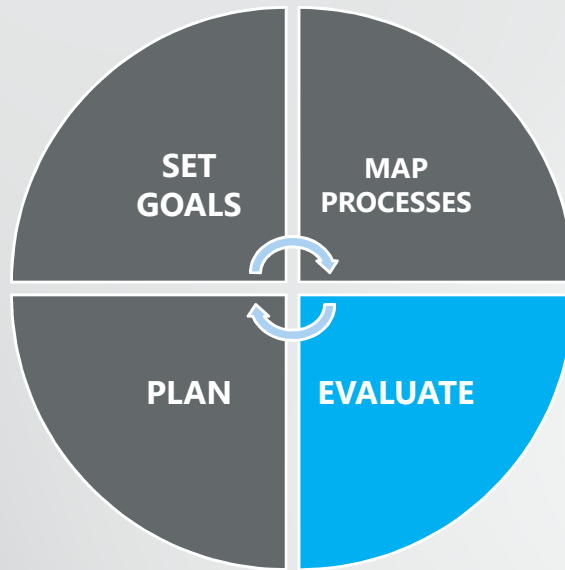 SET
GOALS
MAP
PROCESSES
PLAN
EVALUATE